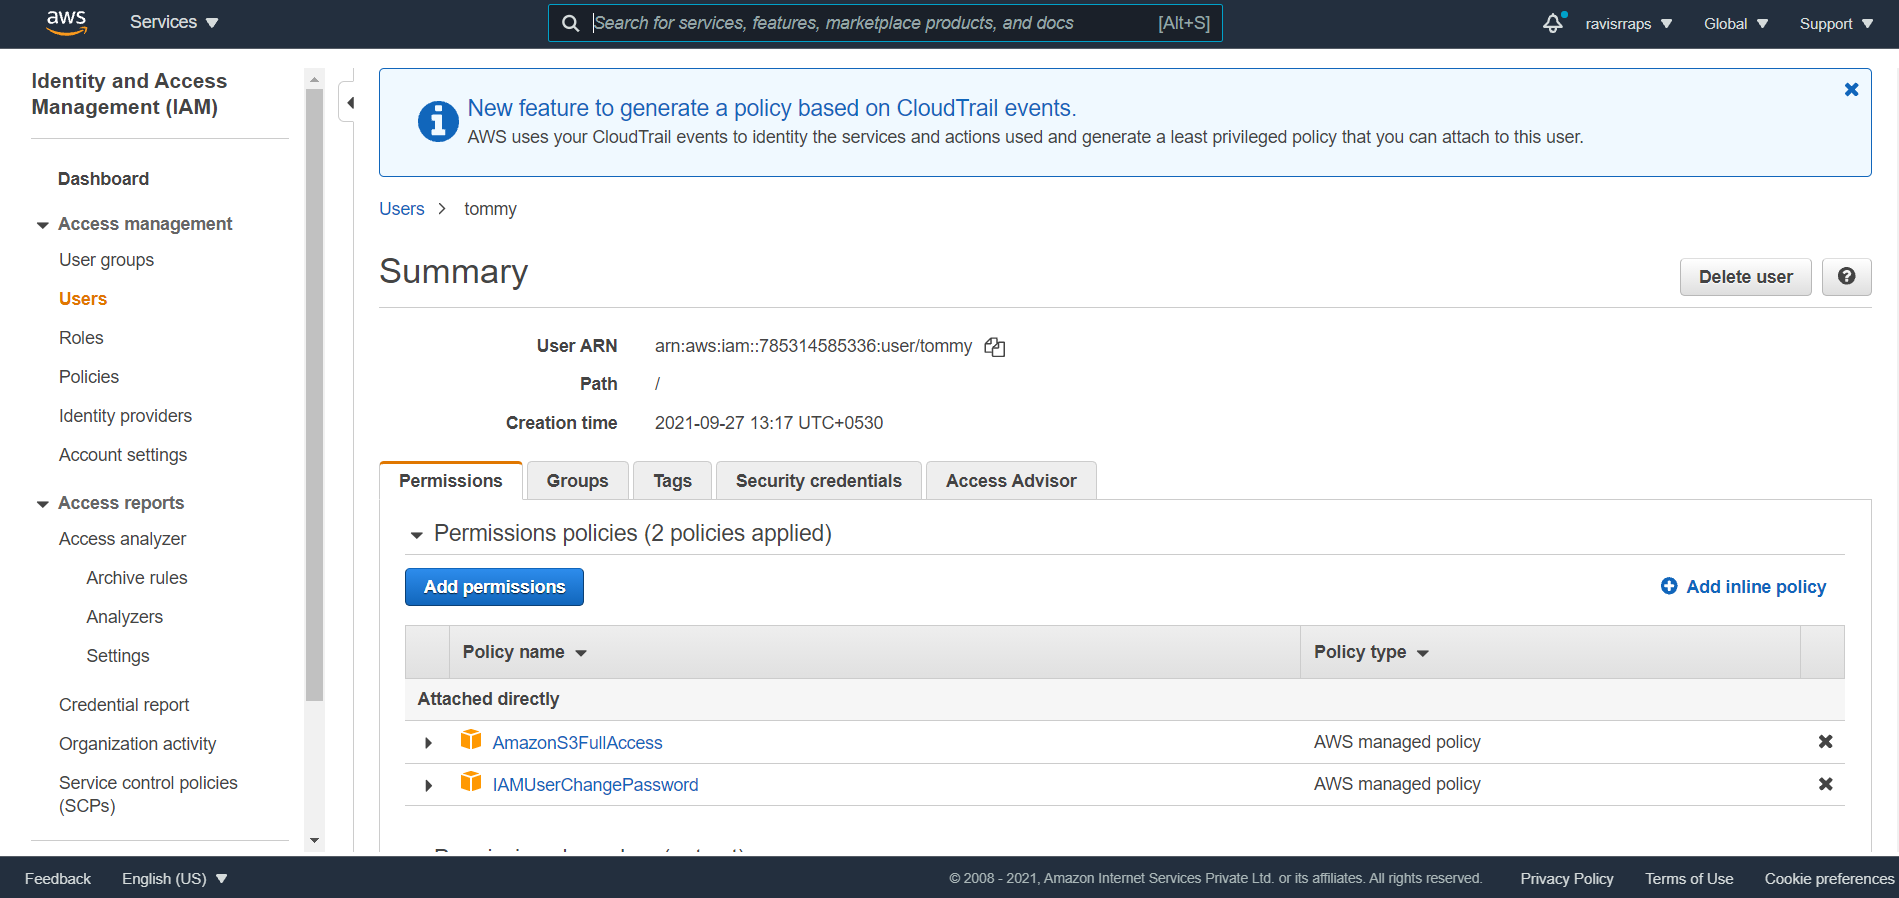 aws
Services
Search for services, features, marketplace products, and docs
[Alt+S]
ravisrraps
Global
Support
Identity and Access
Management (IAM)
Dashboard
Access management
User groups
Users
Roles
Policies
Identity providers
Account settings
Access reports
Access analyzer
Archive rules
Analyzers
Settings
Credential report
Organization activity
Service control policies
(SCPs)
New feature to generate a policy based on CloudTrail events.
AWS uses your CloudTrail events to identity the services and actions used and generate a least privileged policy that you can attach to this user.
Users > tommy
Summary
Delete user
User ARN arn:aws:iam::785314585336:user/tommy
Path /
Creation time 2021-09-27 13:17 UTC+0530
Permissions
Groups
Tags
Security credentials
Access Advisor
Permissions policies (2 policies applied)
Add permissions
Add inline policy
Policy name
Policy type
Attached directly
AmazonS3FullAccess AWS managed policy
IAMUserChangePassword AWS managed policy
Feedback
English (US)
© 2008 - 2021, Amazon Internet Services Private Ltd. or its affiliates. All rights reserved.
Privacy Policy
Terms of Use
Cookie preferences